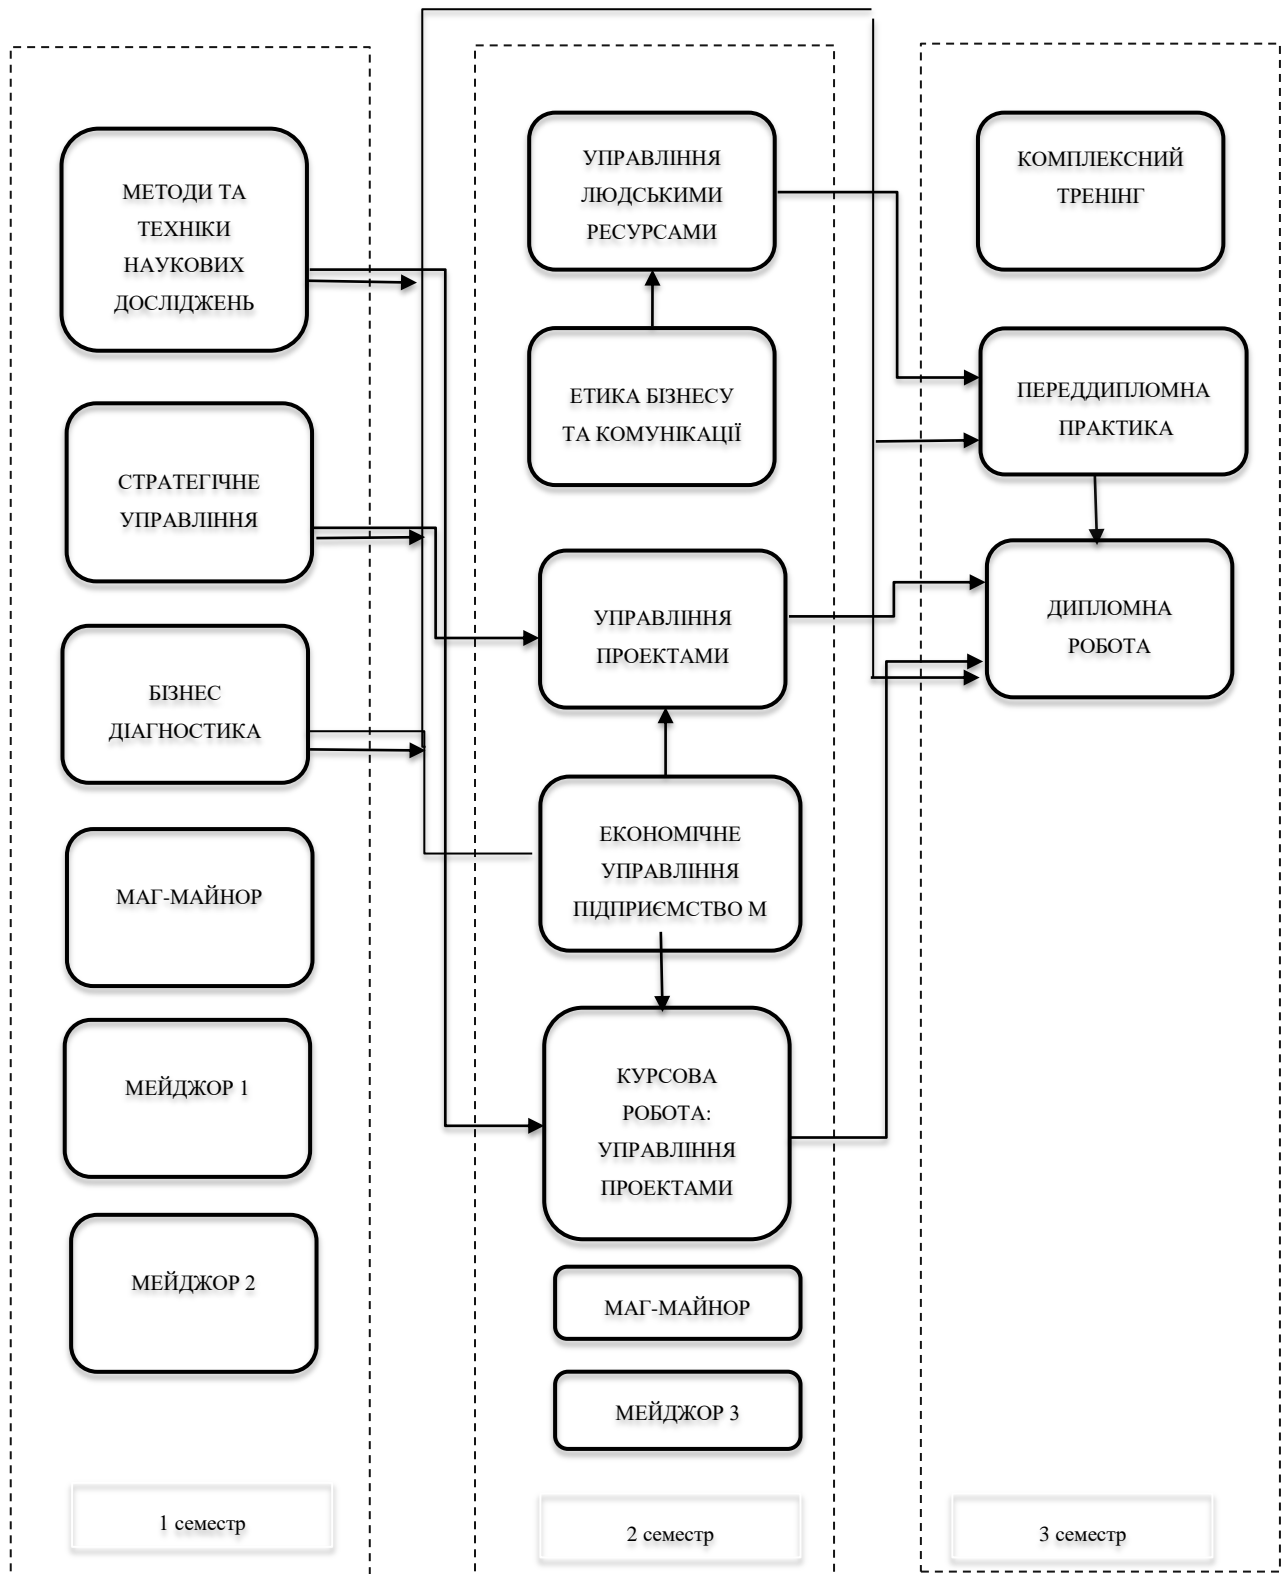 МЕТОДИ ТА
ТЕХНІКИ
НАУКОВИХ
ДОСЛІДЖЕНЬ
СТРАТЕГІЧНЕ
УПРАВЛІННЯ
БІЗНЕС
ДІАГНОСТИКА
МАГ-МАЙНОР
МЕЙДЖОР 1
МЕЙДЖОР 2
1 семестр
УПРАВЛІННЯ
ЛЮДСЬКИМИ
РЕСУРСАМИ
ЕТИКА БІЗНЕСУ
ТА КОМУНІКАЦІЇ
УПРАВЛІННЯ
ПРОЕКТАМИ
ЕКОНОМІЧНЕ
УПРАВЛІННЯ
ПІДПРИЄМСТВО М
КУРСОВА
РОБОТА:
УПРАВЛІННЯ
ПРОЕКТАМИ
МАГ-МАЙНОР
МЕЙДЖОР 3
2 семестр
КОМПЛЕКСНИЙ
ТРЕНІНГ
ПЕРЕДДИПЛОМНА
ПРАКТИКА
ДИПЛОМНА
РОБОТА
3 семестр